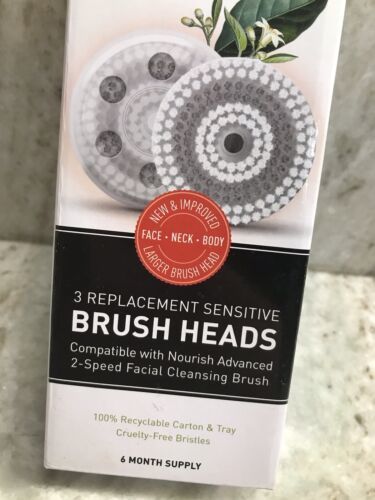 NEW & IMPROVED
FACE • NECK • BODY
LARGER BRUSH HEAD
3 REPLACEMENT SENSITIVE
BRUSH HEADS
Compatible with Nourish Advanced
2-Speed Facial Cleansing Brush
100% Recyclable Carton & Tray
Cruelty-Free Bristles
6 MONTH SUPPLY